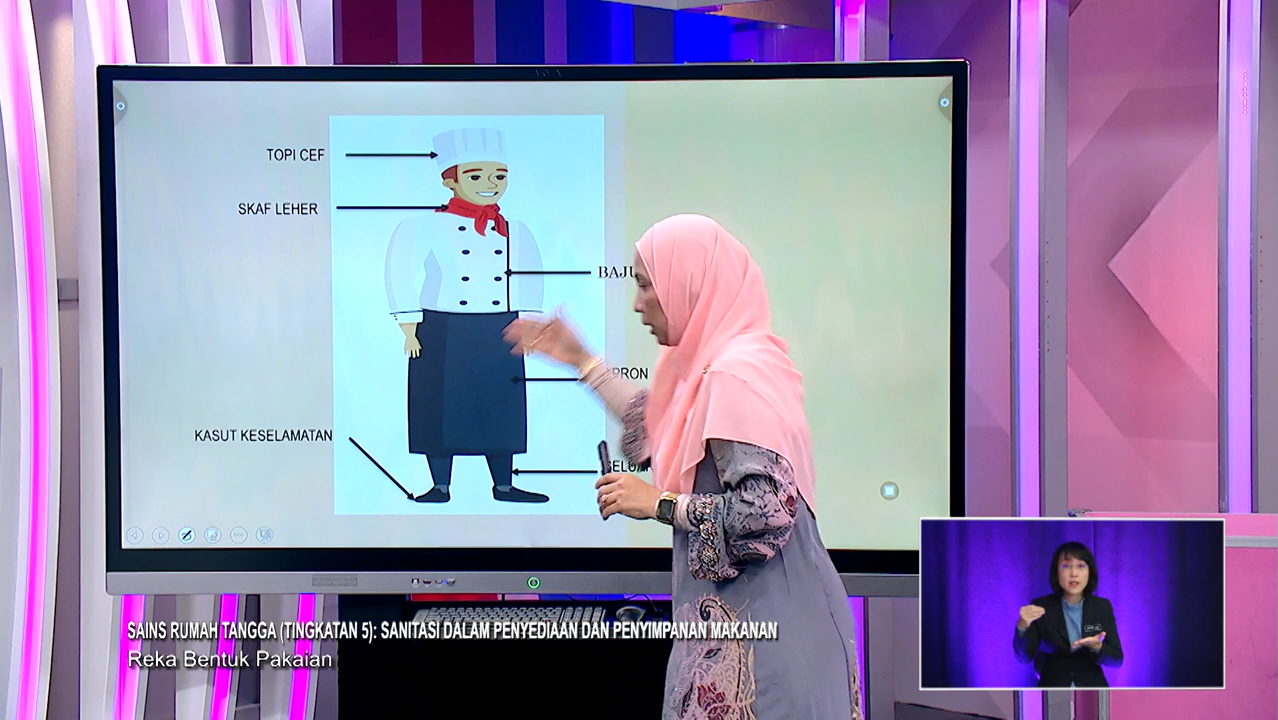 TOPI CEF
SKAF LEHER
BAJU
KASUT KESELAMATAN
SAINS RUMAH TANGGA (TINGKATAN 5): SANITASI DALAM PENYEDIAAN DAN PENYIMPANAN MAKANAN
Reka Bentuk Pakaian